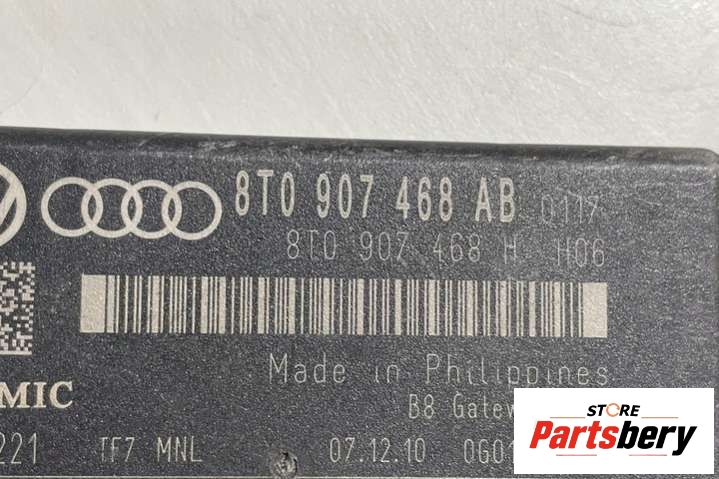 8T0 907 468 AB 0117
8T0 907 468 H H06
Made in Philippines
MIC
B8 Gatew
221 TF7 MNL 07.12.10 0G01
STORE
Partsbery